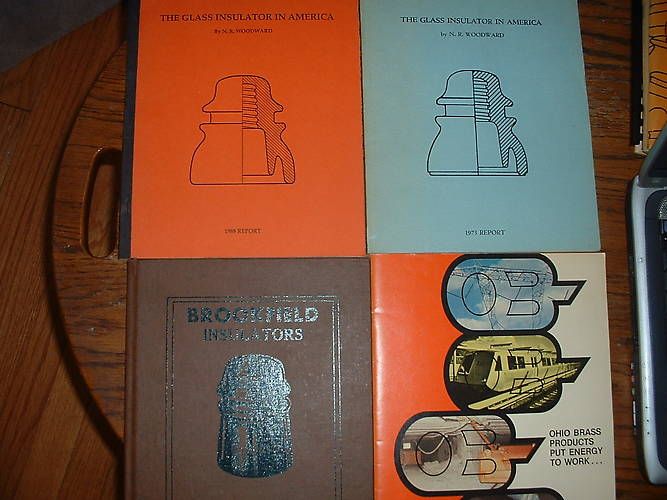 THE GLASS INSULATOR IN AMERICA
By N. R. WOODWARD
1988 REPORT
THE GLASS INSULATOR IN AMERICA
by N. R. WOODWARD
1973 REPORT
BROOKFIELD
INSULATORS
OHIO BRASS
PRODUCTS
PUT ENERGY
TO WORK...